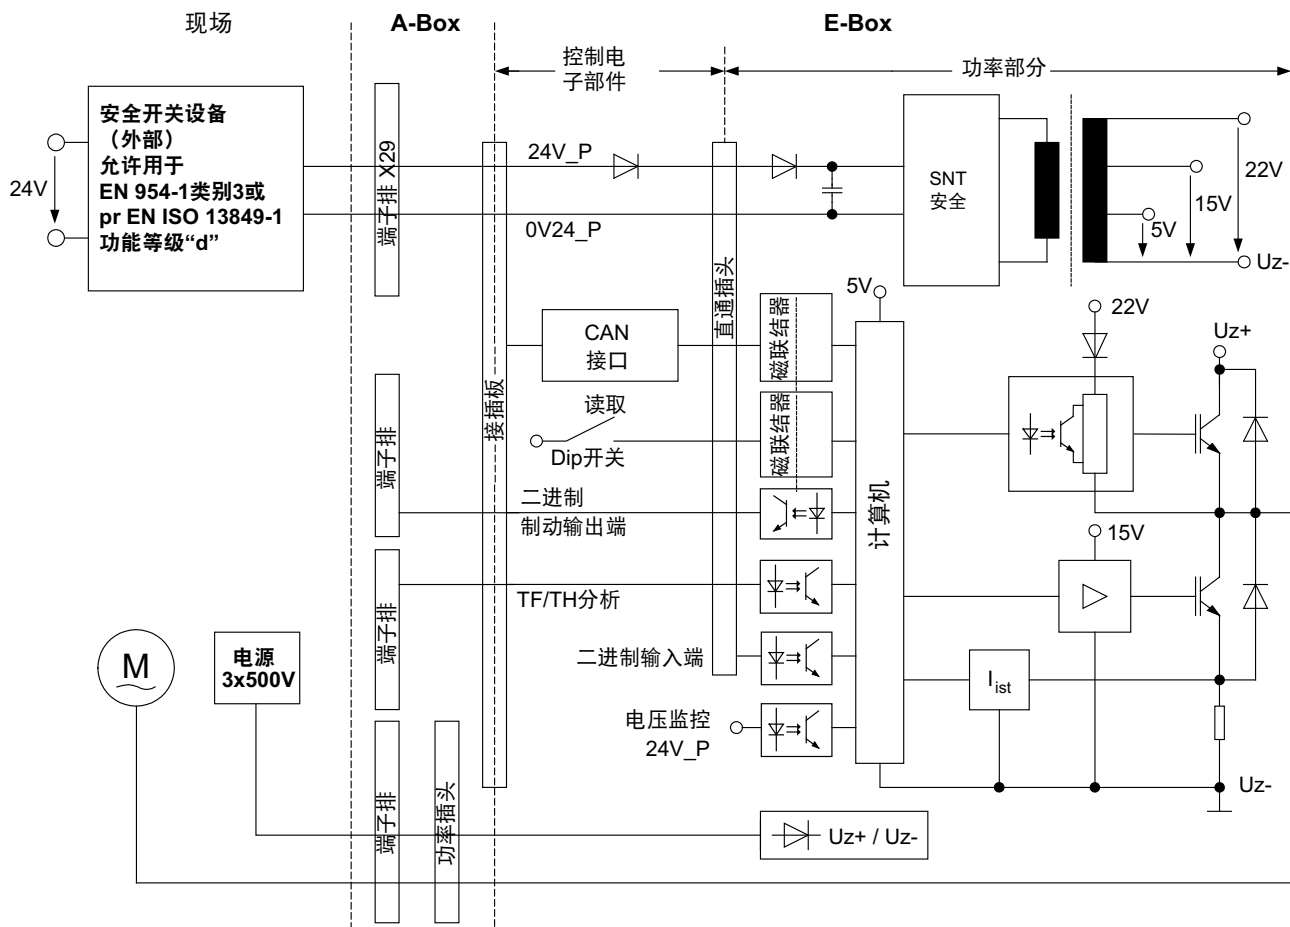 现场
A-Box
E-Box
控制电
子部件
功率部分
安全开关设备
（外部）
允许用于
EN 954-1类别3或
pr EN ISO 13849-1
功能等级“d”
24V
端子排 X29
24V_P
0V24_P
SNT
安全
22V
15V
5V
Uz-
直通插头
接插板
CAN
接口
磁联结器
5V
22V
Uz+
读取
Dip开关
磁联结器
端子排
二进制
制动输出端
计算机
15V
TF/TH分析
端子排
二进制输入端
M
电源
3x500V
I ist
电压监控
24V_P
Uz-
端子排
功率插头
Uz+ / Uz-